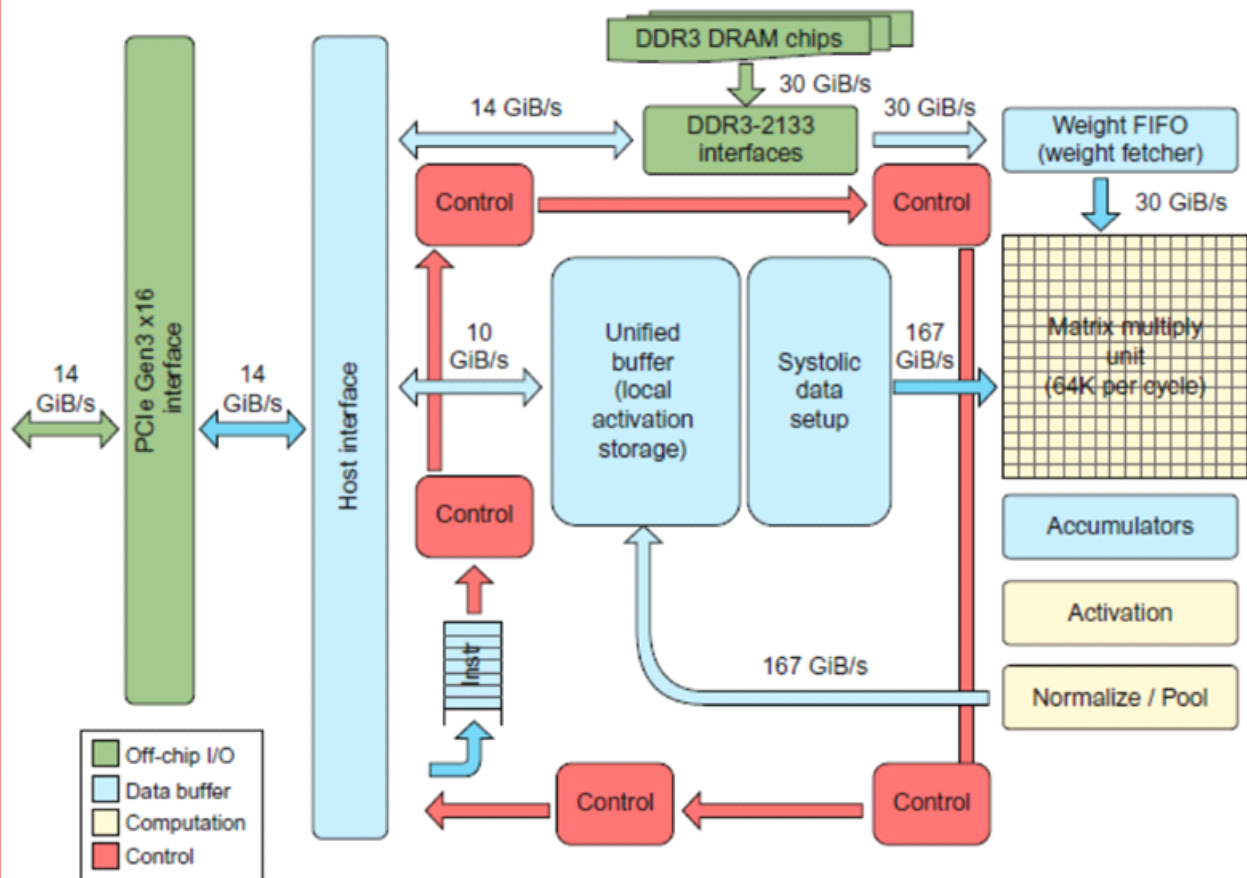 DDR3 DRAM chips
30 GiB/s
14 GiB/s
DDR3-2133
interfaces
30 GiB/s
Weight FIFO
(weight fetcher)
30 GiB/s
Control
Control
PCIe Gen3 x16
interface
14
GiB/s
14
GiB/s
Host interface
10
GiB/s
Unified
buffer
(local
activation
storage)
Systolic
data
setup
167
GiB/s
Matrix multiply
unit
(64K per cycle)
Control
Accumulators
Activation
Instr
167 GiB/s
Normalize / Pool
Off-chip I/O
Data buffer
Computation
Control
Control
Control